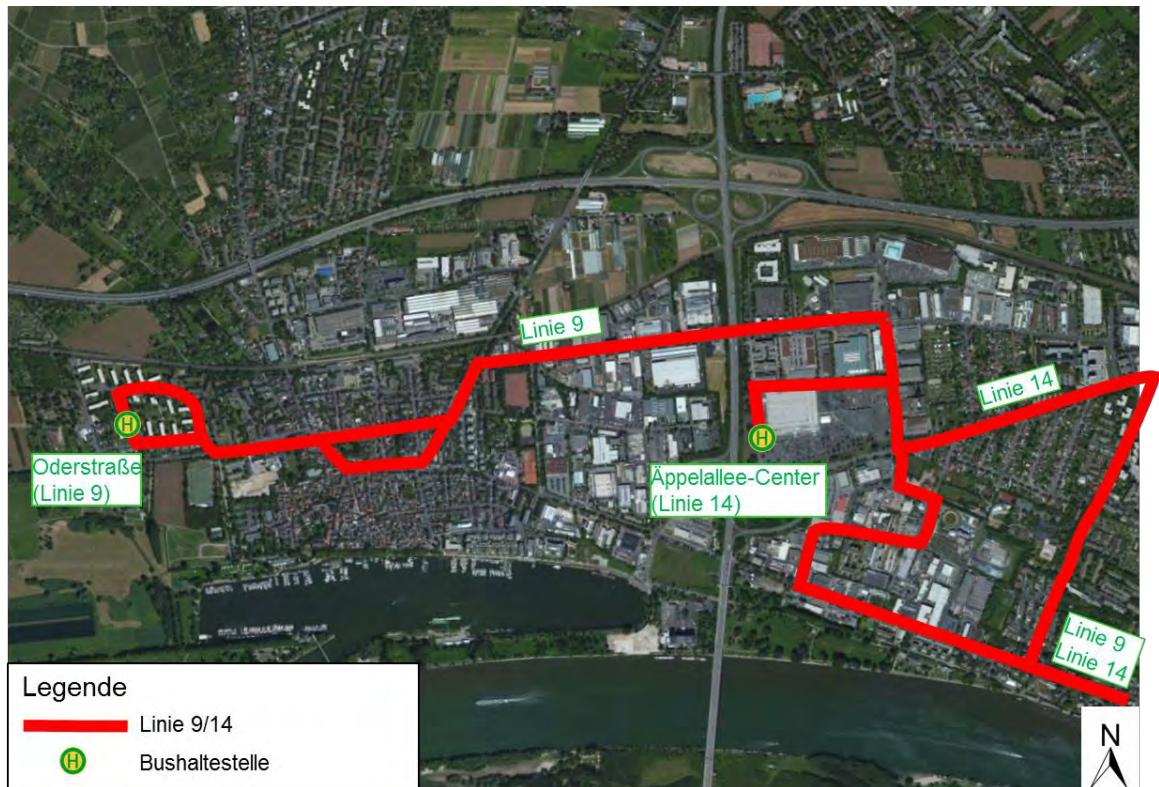 Linie 9
Linie 14
H
Oderstraße
(Linie 9)
H
Äppelallee-Center
(Linie 14)
Linie 9
Linie 14
Legende
Linie 9/14
H
Bushaltestelle
N